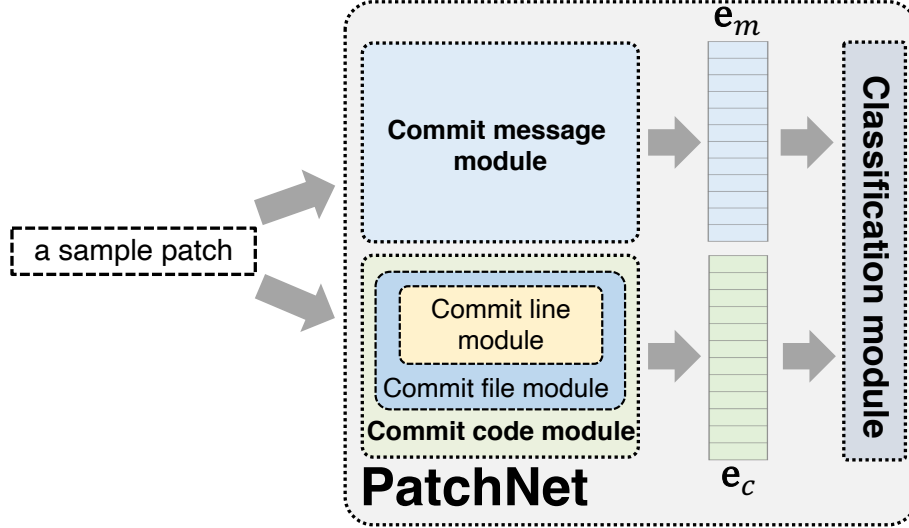 a sample patch
Commit message
module
Commit line
module
Commit file module
Commit code module
PatchNet
e_m
e_c
Classification module